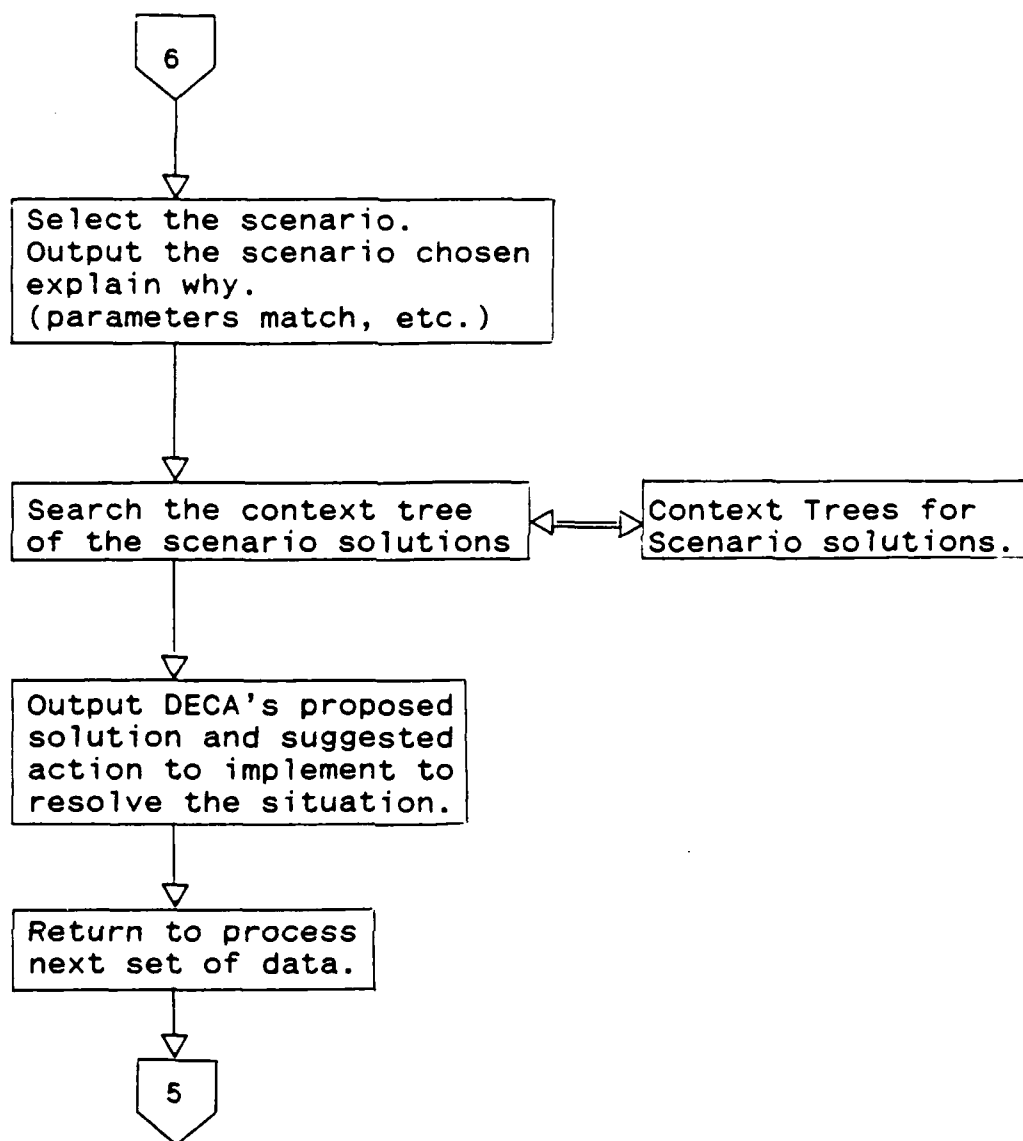 6
Select the scenario.
Output the scenario chosen
explain why.
(parameters match, etc.)
Search the context tree
of the scenario solutions
Context Trees for
Scenario solutions.
Output DECA's proposed
solution and suggested
action to implement to
resolve the situation.
Return to process
next set of data.
5